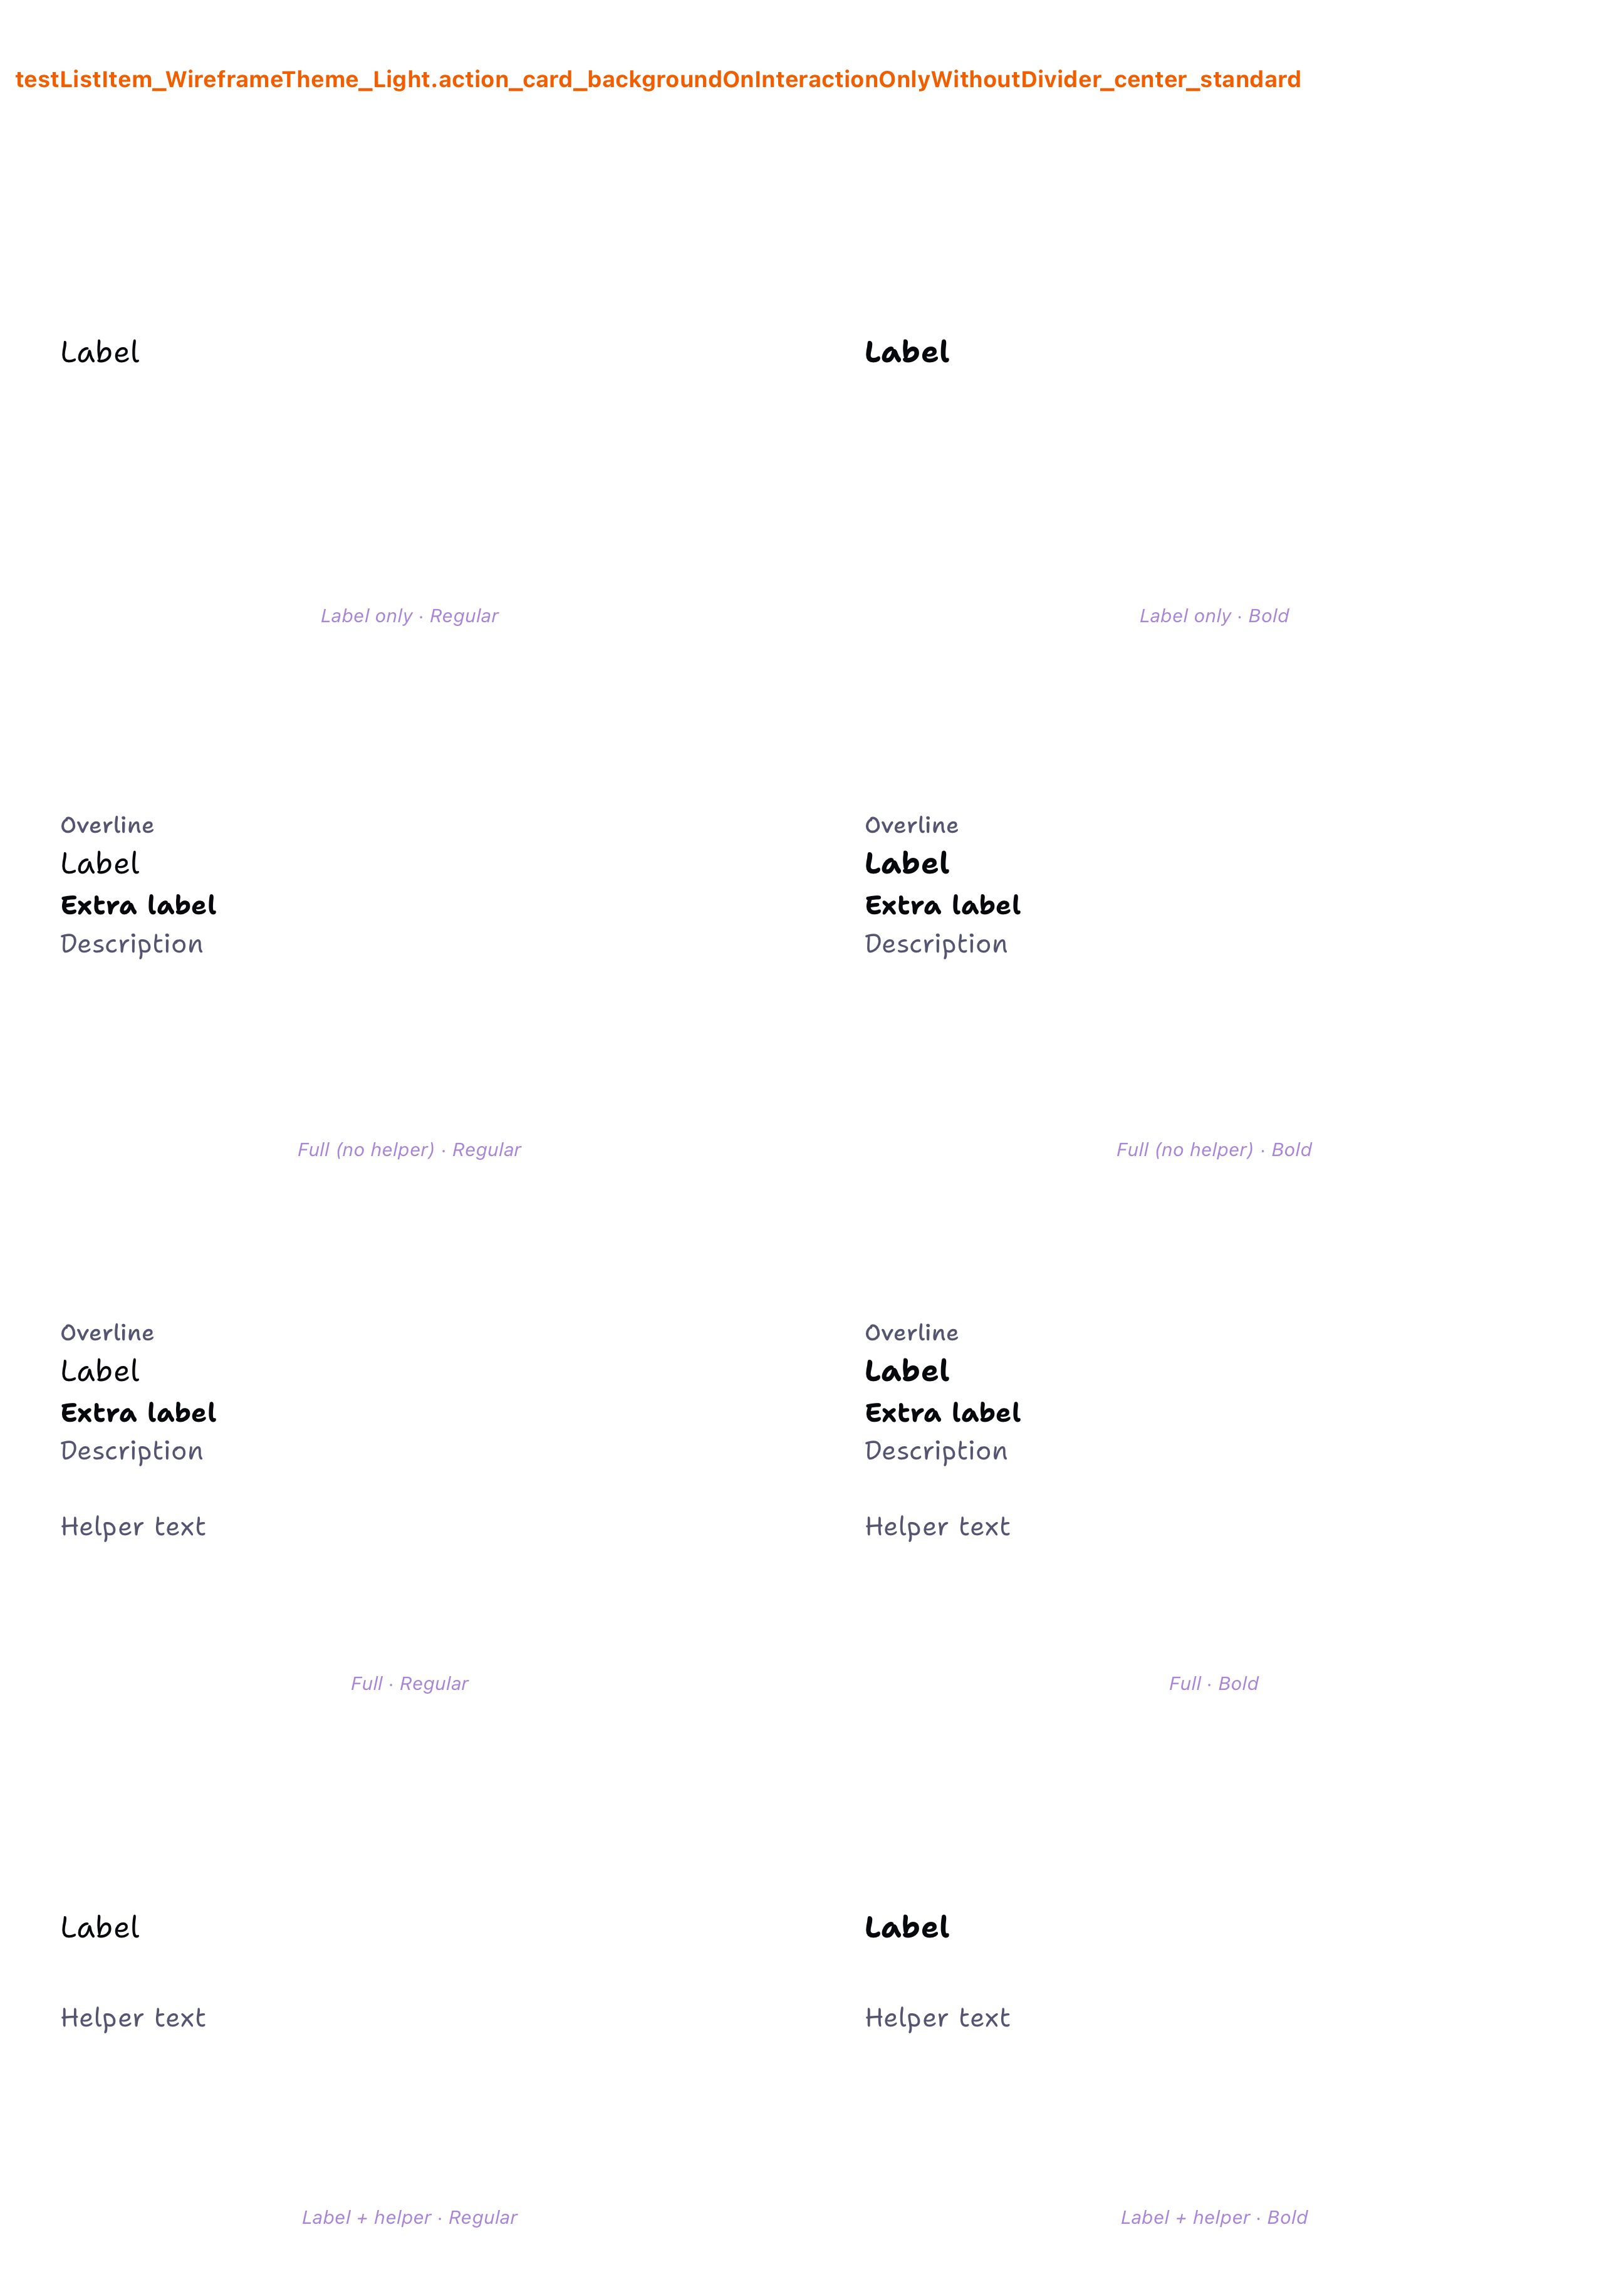 testListItem_WireframeTheme_Light.action_card_backgroundOnInteractionOnlyWithoutDivider_center_standard
Label
Label
Label only · Regular
Label only · Bold
Overline
Label
Extra label
Description
Overline
Label
Extra label
Description
Full (no helper) · Regular
Full (no helper) · Bold
Overline
Label
Extra label
Description
Helper text
Overline
Label
Extra label
Description
Helper text
Full · Regular
Full · Bold
Label
Helper text
Label
Helper text
Label + helper · Regular
Label + helper · Bold